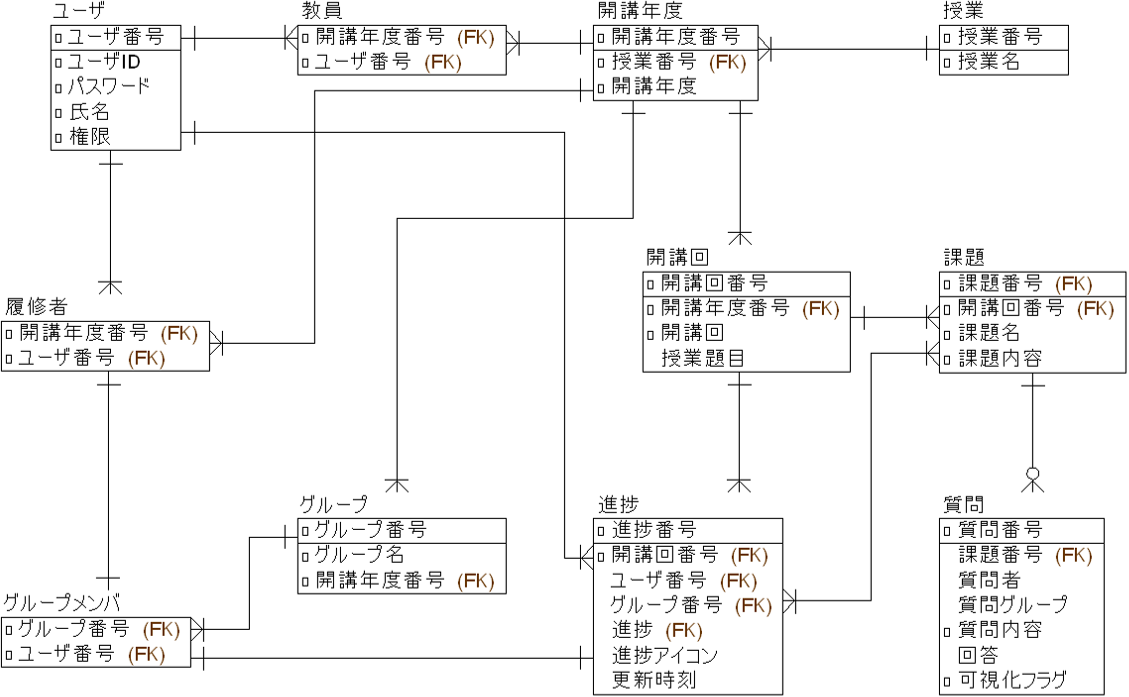 ユーザ
ユーザ番号
ユーザID
パスワード
氏名
権限
教員
開講年度番号 (FK)
ユーザ番号 (FK)
開講年度
開講年度番号
授業番号 (FK)
開講年度
授業
授業番号
授業名
履修者
開講年度番号 (FK)
ユーザ番号 (FK)
開講回
開講回番号
開講年度番号 (FK)
開講回
授業題目
課題
課題番号 (FK)
開講回番号 (FK)
課題名
課題内容
グループ
グループ番号
グループ名
開講年度番号 (FK)
進捗
進捗番号
開講回番号 (FK)
ユーザ番号 (FK)
グループ番号 (FK)
進捗 (FK)
進捗アイコン
更新時刻
質問
質問番号
課題番号 (FK)
質問者
質問グループ
質問内容
回答
可視化フラグ
グループメンバ
グループ番号 (FK)
ユーザ番号 (FK)